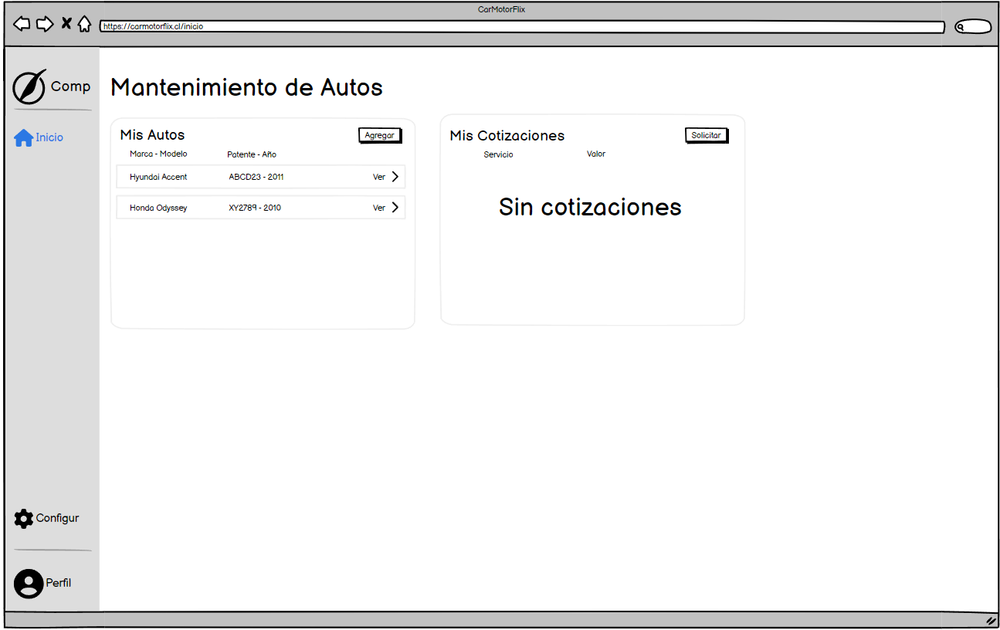 CarMotorFlix
https://carmotorflix.cl/inicio
Comp
Inicio
Configur
Perfil
Mantenimiento de Autos
Mis Autos
Agregar
Marca - Modelo
Patente - Año
Hyundai Accent
ABCD23 - 2011
Ver
Honda Odyssey
XY2789 - 2010
Ver
Mis Cotizaciones
Solicitar
Servicio
Valor
Sin cotizaciones